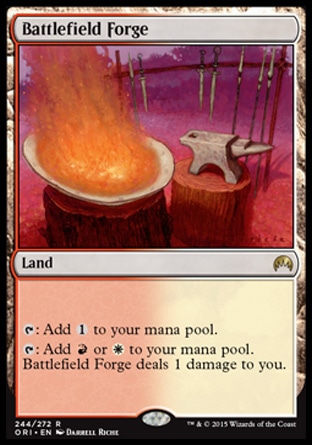 Battlefield Forge
Land
: Add 1 to your mana pool.
: Add or to your mana pool.
Battlefield Forge deals 1 damage to you.
244/272 R
ORI • EN DARRELL RICHE
™ & © 2015 Wizards of the Coast